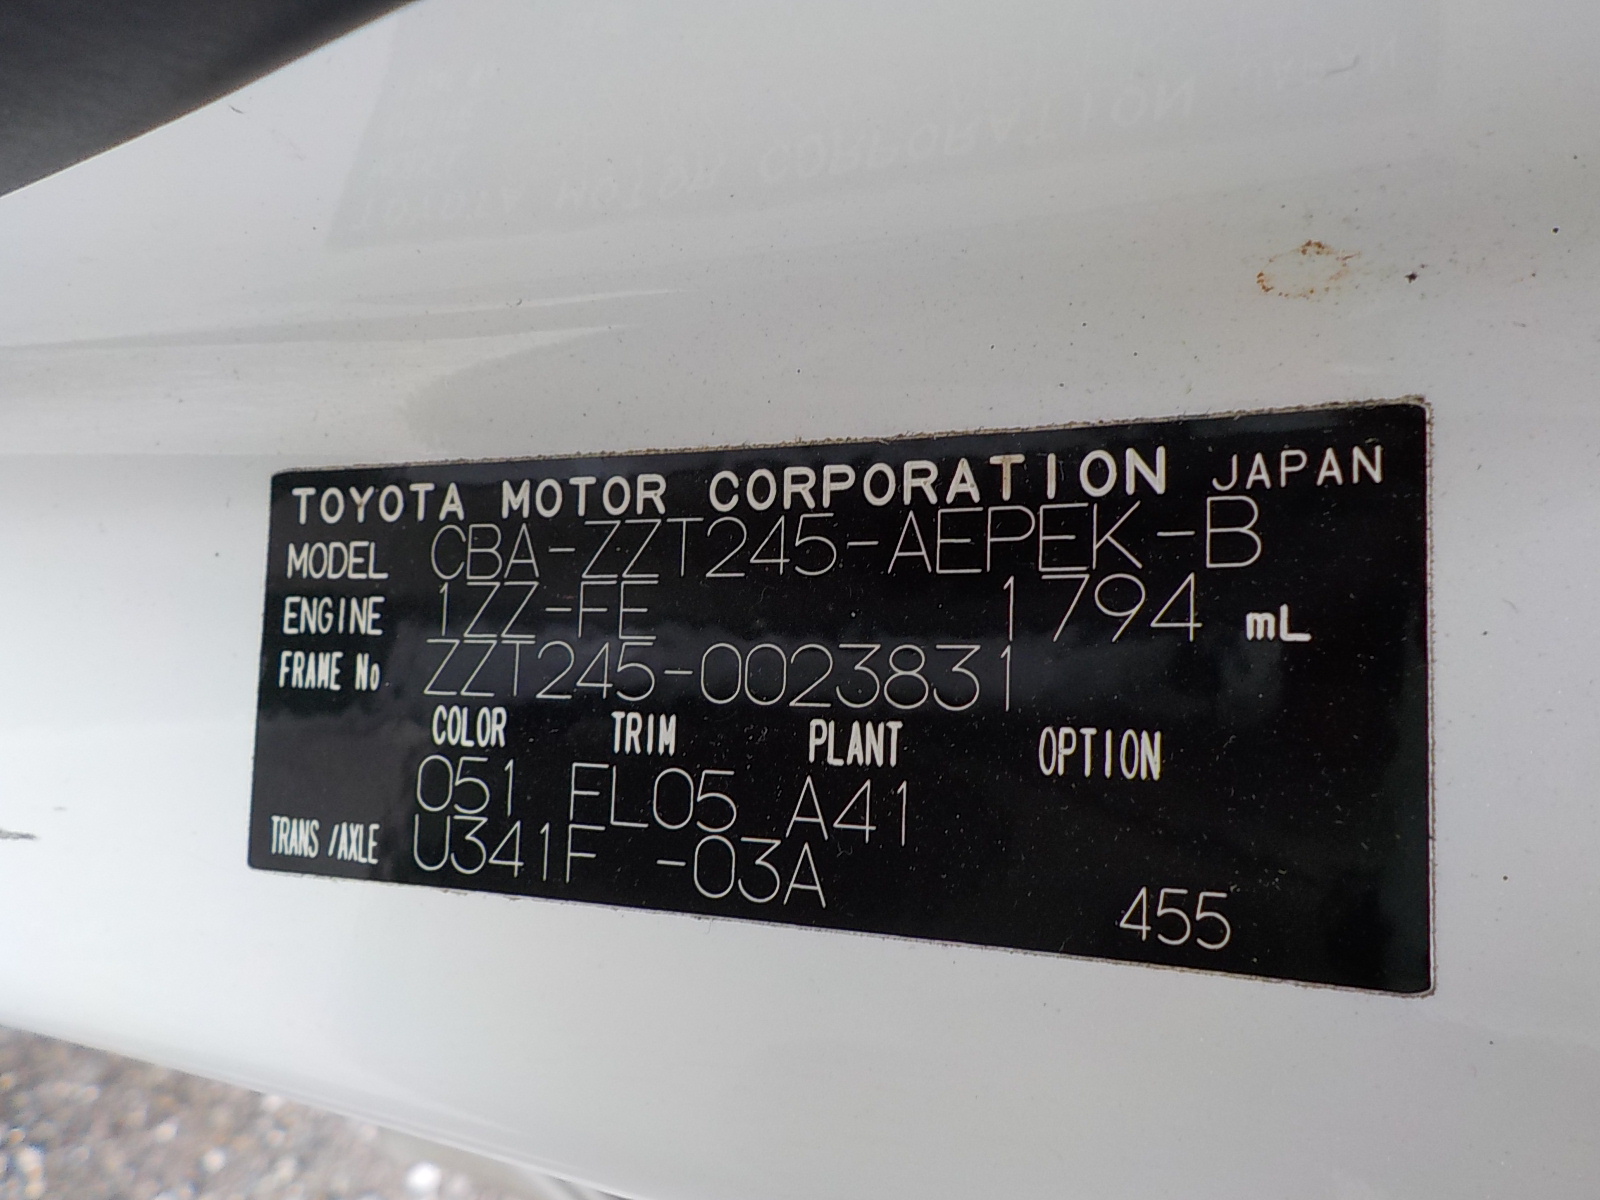 TOYOTA MOTOR CORPORATION JAPAN
MODEL CBA-ZZT245-AEPEK-B
ENGINE 1ZZ-FE 1794 mL
FRAME No ZZT245-0023831
COLOR TRIM PLANT OPTION
051 FL05 A41
TRANS/AXLE U341F -03A
455